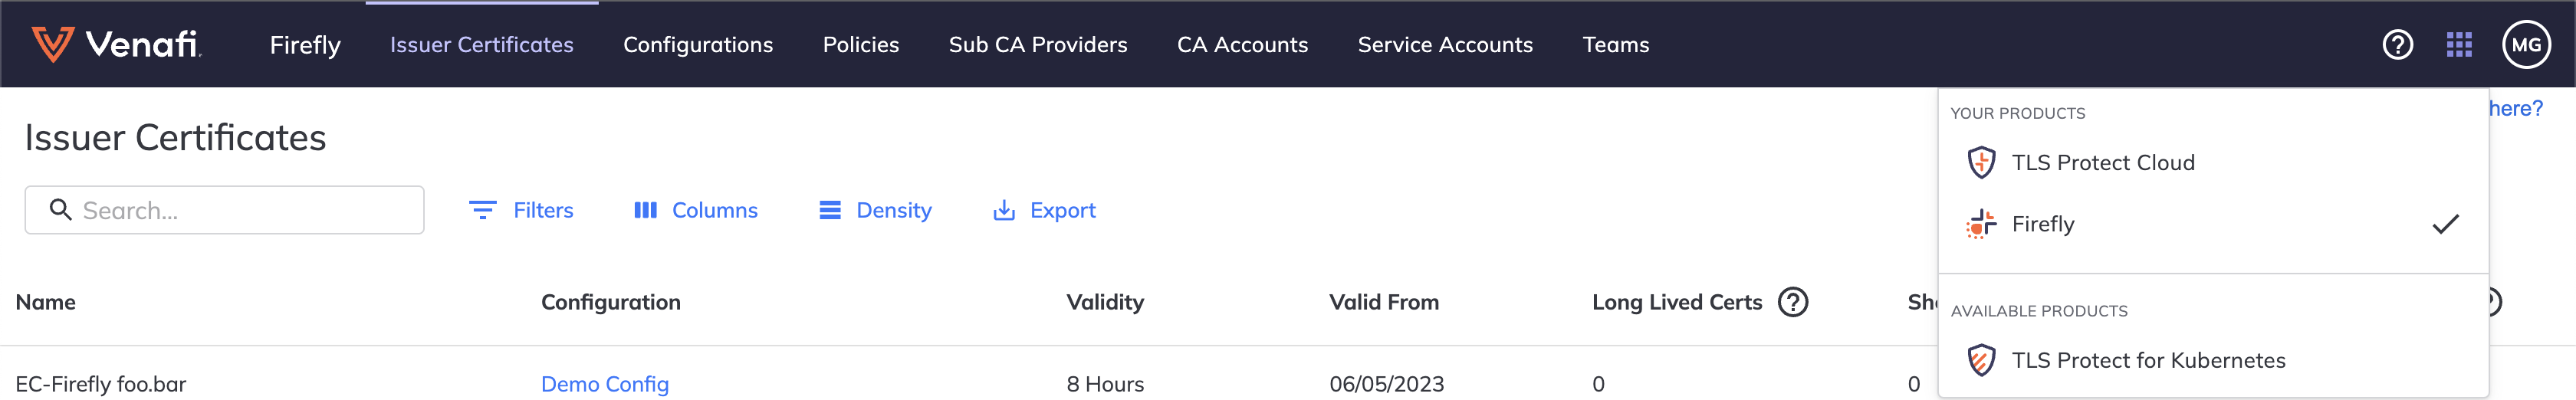 Venafi Firefly Issuer Certificates Configurations Policies Sub CA Providers CA Accounts Service Accounts Teams ? MG
here?
Issuer Certificates
Search... Filters Columns Density Export
YOUR PRODUCTS
TLS Protect Cloud
Firefly
AVAILABLE PRODUCTS
TLS Protect for Kubernetes
Name Configuration Validity Valid From Long Lived Certs ?
EC-Firefly foo.bar Demo Config 8 Hours 06/05/2023 0 0